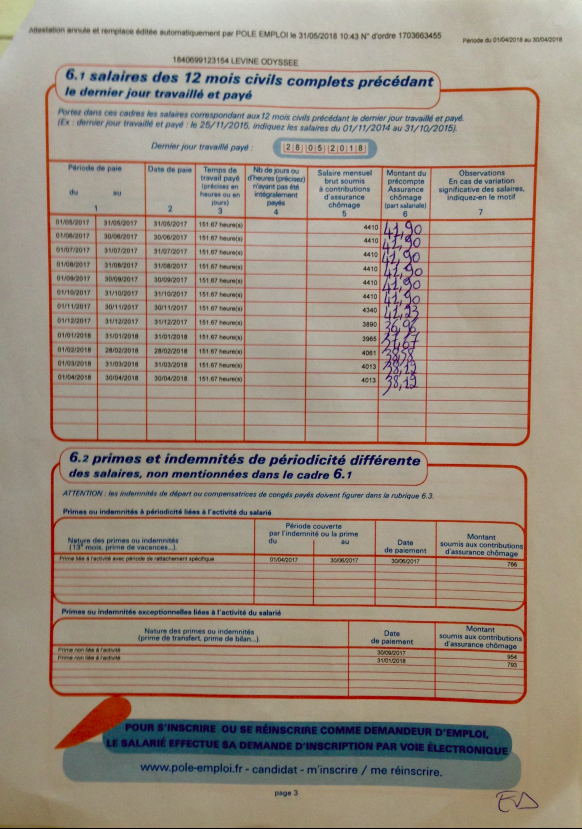 Attestation annule et remplace éditée automatiquement par POLE EMPLOI le 31/05/2018 10:43 N° d'ordre 1703663455
Période du 01/04/2018 au 30/04/2018
1640699123154 LEVINE ODYSSEE
6.1 salaires des 12 mois civils complets précédant
le dernier jour travaillé et payé
Portez dans ces cadres les salaires correspondant aux 12 mois civils précédant le dernier jour travaillé et payé.
(Ex : dernier jour travaillé et payé : le 25/11/2015, indiquez les salaires du 01/11/2014 au 31/10/2015).
Dernier jour travaillé payé : 28 05 2018
Période de paie
du au
1
Date de paie
2
Temps de
travail payé
(précisez en
heures ou en
jours)
3
Nb de jours ou
d'heures (précisez)
n'ayant pas été
intégralement
payés
4
Salaire mensuel
brut soumis
à contributions
d'assurance
chômage
5
Montant du
précompte
Assurance
chômage
(part salariale)
6
Observations
En cas de variation
significative des salaires,
indiquez-en le motif
7
01/05/2017 31/05/2017 31/05/2017 151.67 heure(s) 4410 41,90
01/06/2017 30/06/2017 30/06/2017 151.67 heure(s) 4410 41,90
01/07/2017 31/07/2017 31/07/2017 151.67 heure(s) 4410 41,90
01/08/2017 31/08/2017 31/08/2017 151.67 heure(s) 4410 41,90
01/09/2017 30/09/2017 30/09/2017 151.67 heure(s) 4410 41,90
01/10/2017 31/10/2017 31/10/2017 151.67 heure(s) 4410 41,90
01/11/2017 30/11/2017 30/11/2017 151.67 heure(s) 4340 41,23
01/12/2017 31/12/2017 31/12/2017 151.67 heure(s) 3890 36,96
01/01/2018 31/01/2018 31/01/2018 151.67 heure(s) 3965 37,67
01/02/2018 28/02/2018 28/02/2018 151.67 heure(s) 4061 38,58
01/03/2018 31/03/2018 31/03/2018 151.67 heure(s) 4013 38,12
01/04/2018 30/04/2018 30/04/2018 151.67 heure(s) 4013 38,12
6.2 primes et indemnités de périodicité différente
des salaires, non mentionnées dans le cadre 6.1
ATTENTION : les indemnités de départ ou compensatrices de congés payés doivent figurer dans la rubrique 6.3.
Primes ou indemnités à périodicité liées à l'activité du salarié
Nature des primes ou indemnités
(13e mois, prime de vacances...).
Période couverte
par l'indemnité ou la prime
du au
Date
de paiement
Montant
soumis aux contributions
d'assurance chômage
Prime liée à l'activité avec période de rattachement spécifique 01/04/2017 30/06/2017 30/06/2017 766
Primes ou indemnités exceptionnelles liées à l'activité du salarié
Nature des primes ou indemnités
(prime de transfert, prime de bilan...).
Date
de paiement
Montant
soumis aux contributions
d'assurance chômage
Prime non liée à l'activité 30/09/2017 954
Prime non liée à l'activité 31/01/2018 793
POUR S'INSCRIRE OU SE RÉINSCRIRE COMME DEMANDEUR D'EMPLOI,
LE SALARIÉ EFFECTUE SA DEMANDE D'INSCRIPTION PAR VOIE ÉLECTRONIQUE
www.pole-emploi.fr - candidat - m'inscrire / me réinscrire.
page 3